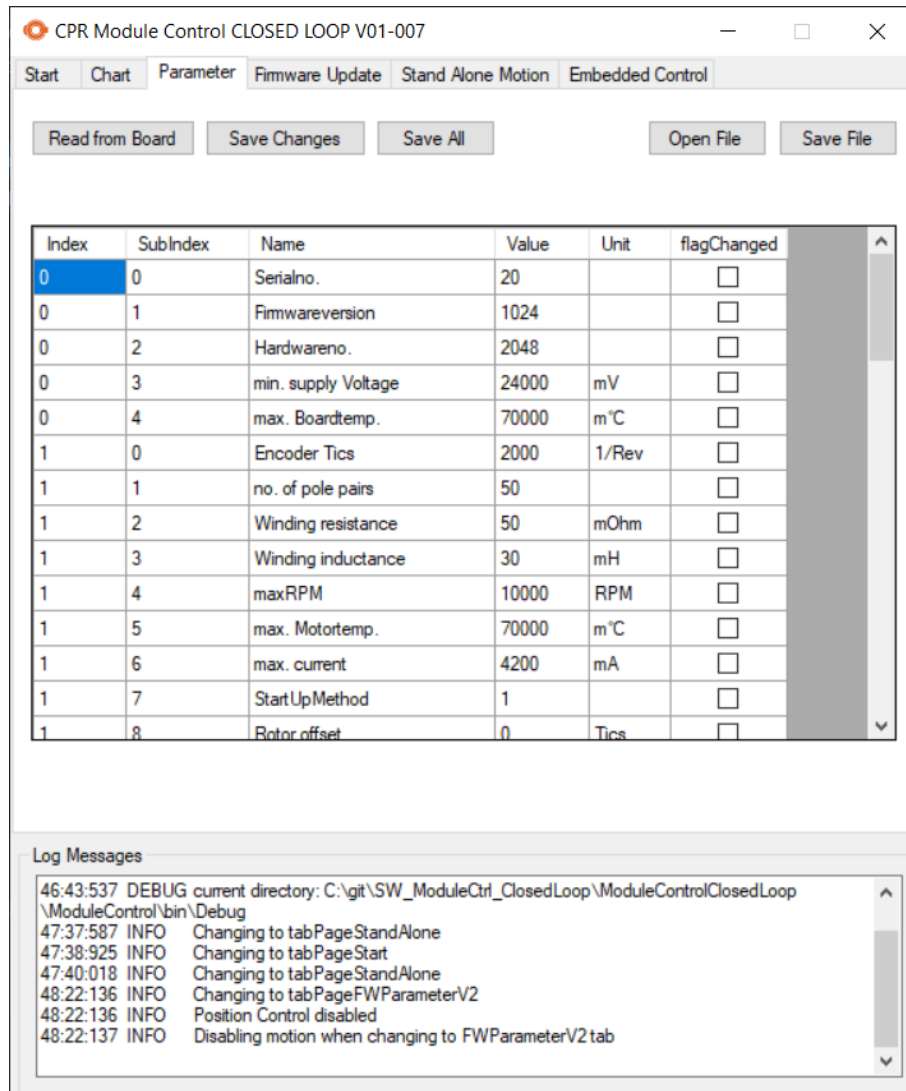 CPR Module Control CLOSED LOOP V01-007
Start Chart Parameter Firmware Update Stand Alone Motion Embedded Control
Read from Board Save Changes Save All Open File Save File
Index SubIndex Name Value Unit flagChanged
0 0 Serialno. 20
0 1 Firmwareversion 1024
0 2 Hardwareno. 2048
0 3 min. supply Voltage 24000 mV
0 4 max. Boardtemp. 70000 m°C
1 0 Encoder Tics 2000 1/Rev
1 1 no. of pole pairs 50
1 2 Winding resistance 50 mOhm
1 3 Winding inductance 30 mH
1 4 maxRPM 10000 RPM
1 5 max. Motortemp. 70000 m°C
1 6 max. current 4200 mA
1 7 StartUpMethod 1
1 8 Rotor offset 0 Tics
Log Messages
46:43:537 DEBUG current directory: C:\git\SW_ModuleCtrl_ClosedLoop\ModuleControlClosedLoop
\ModuleControl\bin\Debug
47:37:587 INFO Changing to tabPageStandAlone
47:38:925 INFO Changing to tabPageStart
47:40:018 INFO Changing to tabPageStandAlone
48:22:136 INFO Changing to tabPageFWParameterV2
48:22:136 INFO Position Control disabled
48:22:137 INFO Disabling motion when changing to FWParameterV2 tab